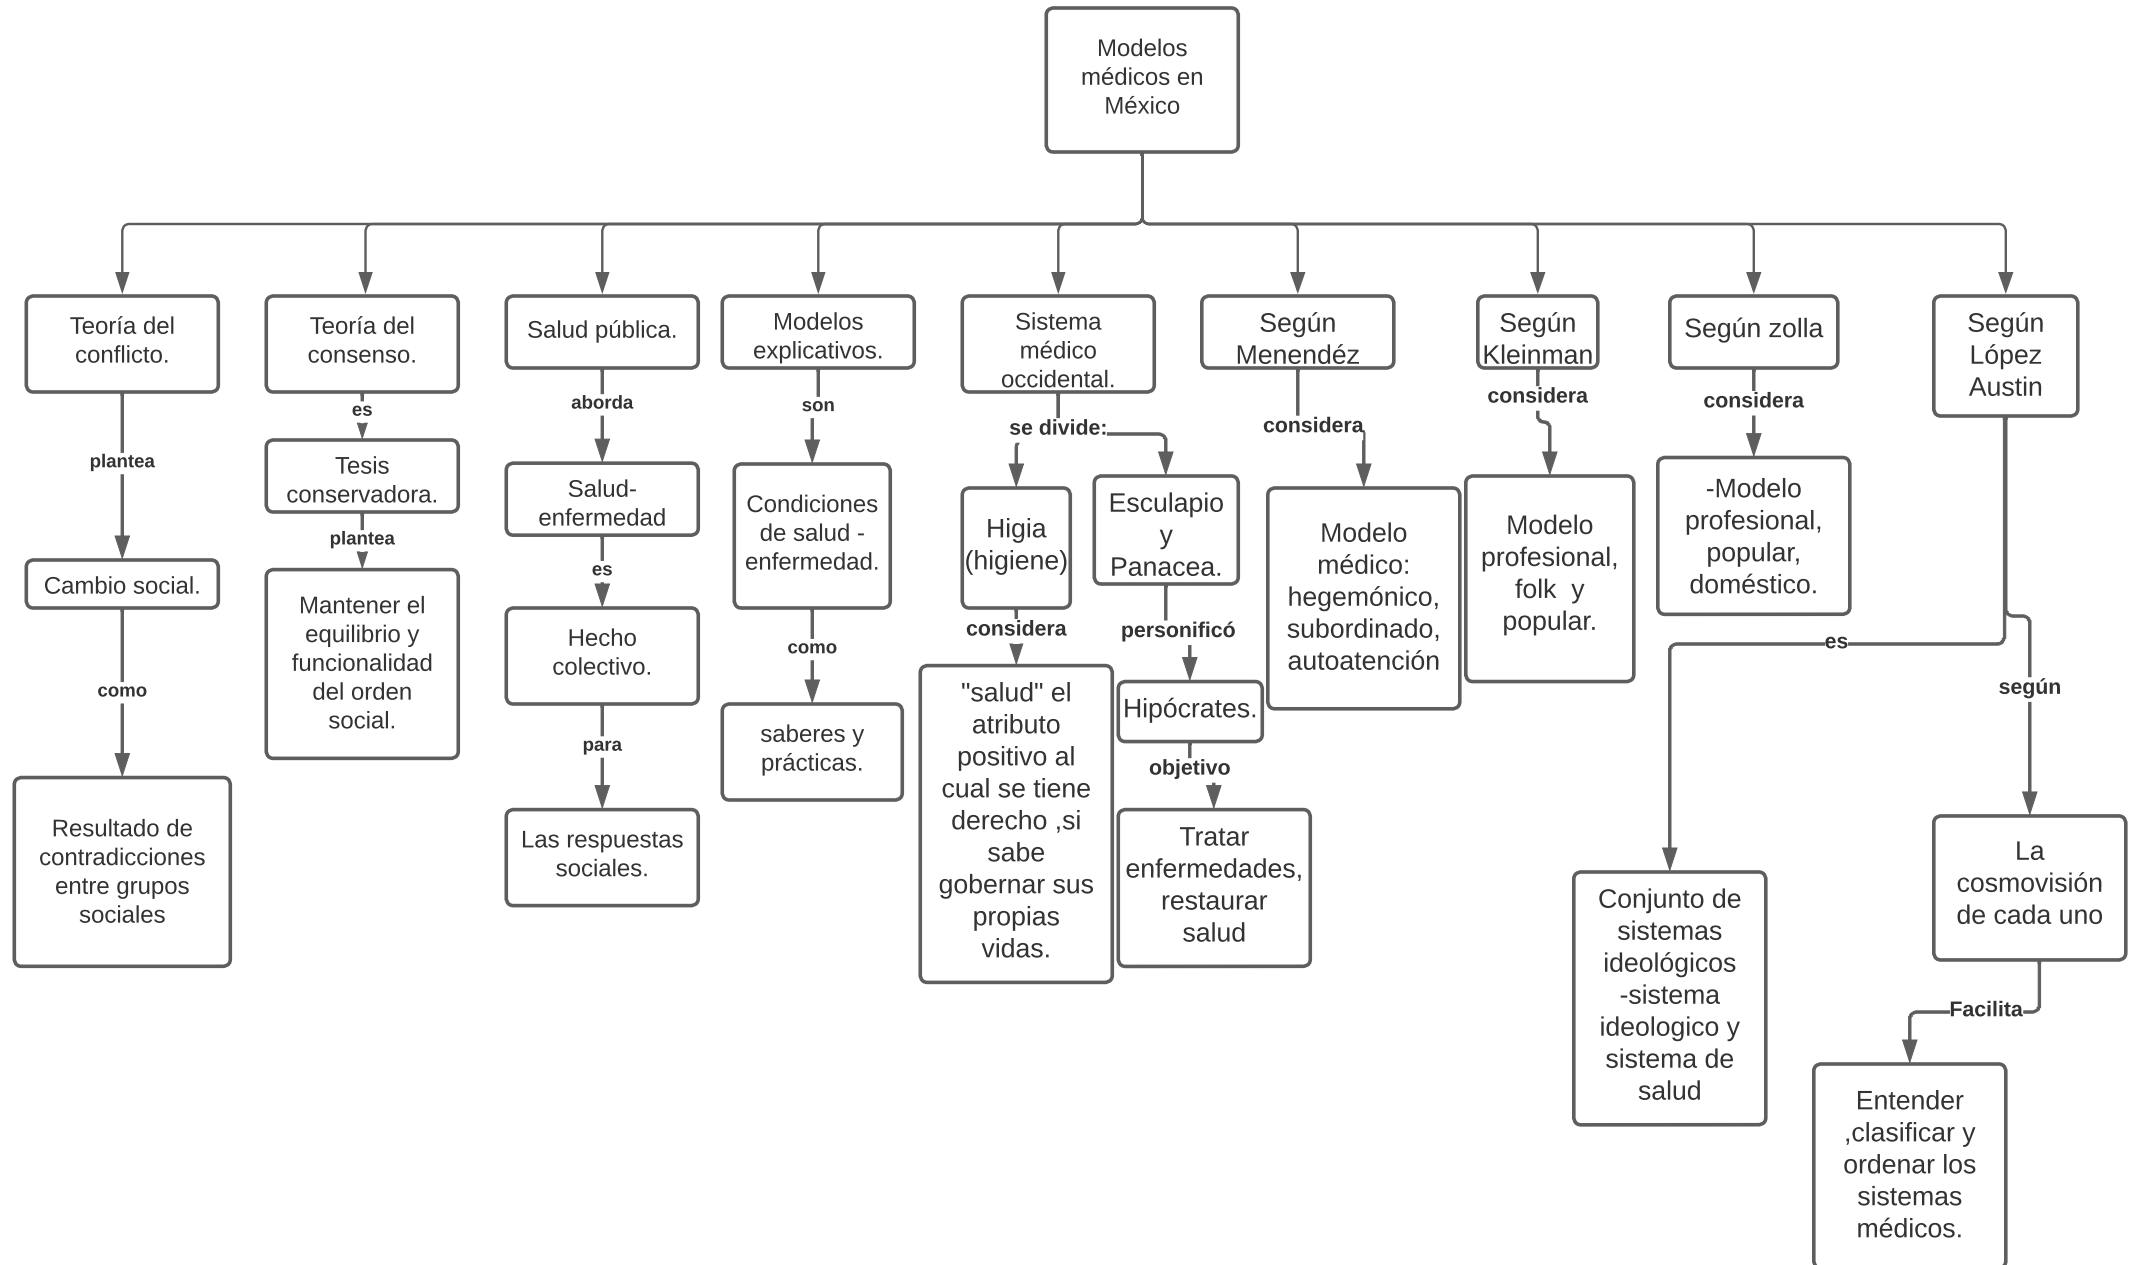 Modelos
médicos en
México
Teoría del
conflicto.
plantea
Cambio social.
como
Resultado de
contradicciones
entre grupos
sociales
Teoría del
consenso.
es
Tesis
conservadora.
plantea
Mantener el
equilibrio y
funcionalidad
del orden
social.
Salud pública.
aborda
Salud-
enfermedad
es
Hecho
colectivo.
para
Las respuestas
sociales.
Modelos
explicativos.
son
Condiciones
de salud -
enfermedad.
como
saberes y
prácticas.
Sistema
médico
occidental.
se divide:
Higia
(higiene)
considera
"salud" el
atributo
positivo al
cual se tiene
derecho ,si
sabe
gobernar sus
propias
vidas.
Esculapio
y
Panacea.
personificó
Hipócrates.
objetivo
Tratar
enfermedades,
restaurar
salud
Según
Menendéz
considera
Modelo
médico:
hegemónico,
subordinado,
autoatención
Según
Kleinman
considera
Modelo
profesional,
folk  y
popular.
Según zolla
considera
-Modelo
profesional,
popular,
doméstico.
Según
López
Austin
es
Conjunto de
sistemas
ideológicos
-sistema
ideologico y
sistema de
salud
según
La
cosmovisión
de cada uno
Facilita
Entender
,clasificar y
ordenar los
sistemas
médicos.